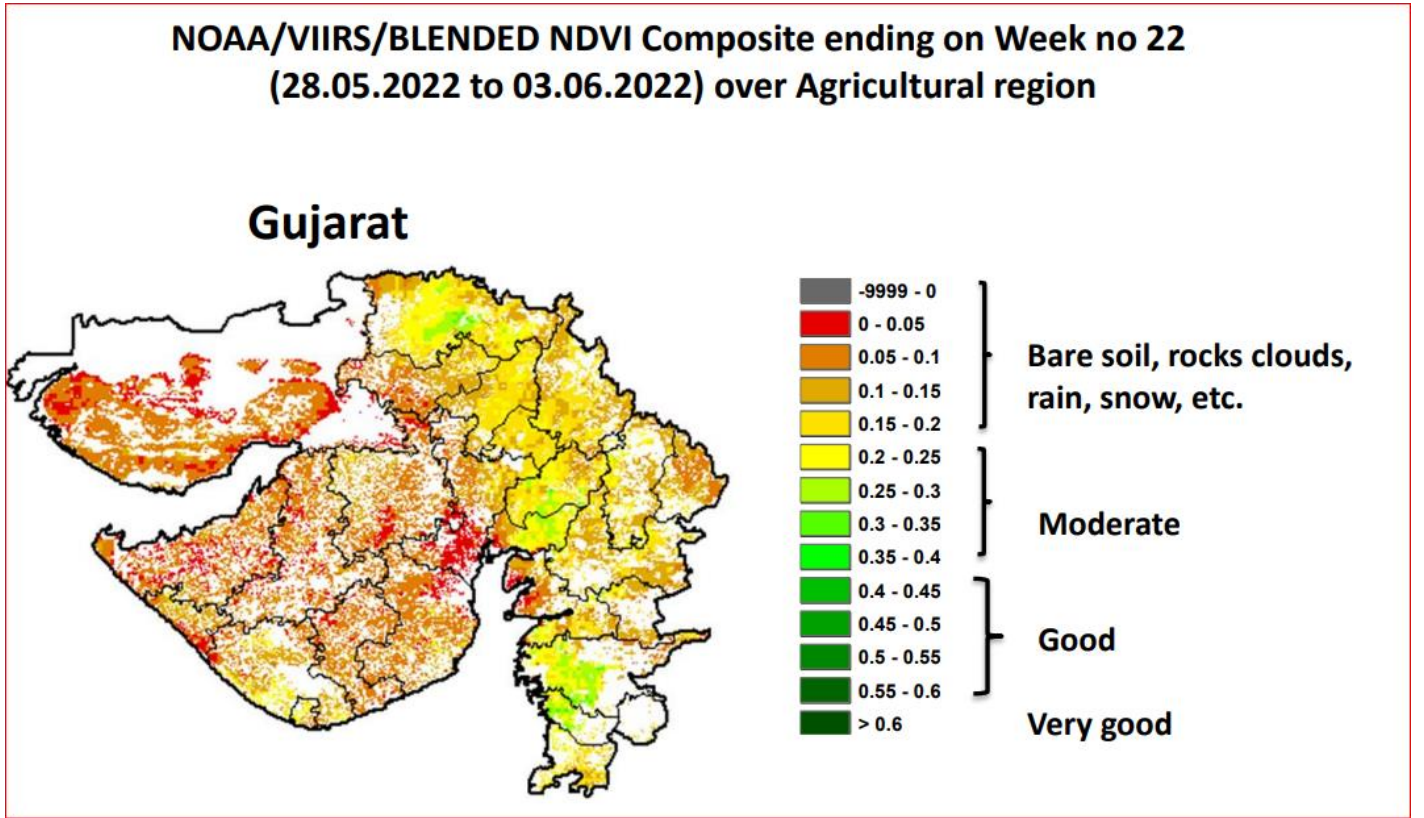 NOAA/VIIRS/BLENDED NDVI Composite ending on Week no 22
(28.05.2022 to 03.06.2022) over Agricultural region
Gujarat
-9999 - 0
0 - 0.05
0.05 - 0.1
0.1 - 0.15
0.15 - 0.2
0.2 - 0.25
0.25 - 0.3
0.3 - 0.35
0.35 - 0.4
0.4 - 0.45
0.45 - 0.5
0.5 - 0.55
0.55 - 0.6
> 0.6
Bare soil, rocks clouds,
rain, snow, etc.
Moderate
Good
Very good